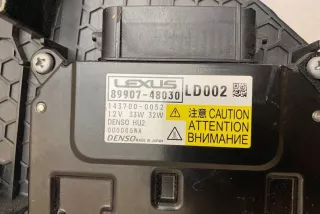 LEXUS
89907-48030 LD002
143700-0052
12V 33W 32W
DENSO HU2
注意 CAUTION
ATTENTION
ВНИМАНИЕ
DENSO MADE IN JAPAN